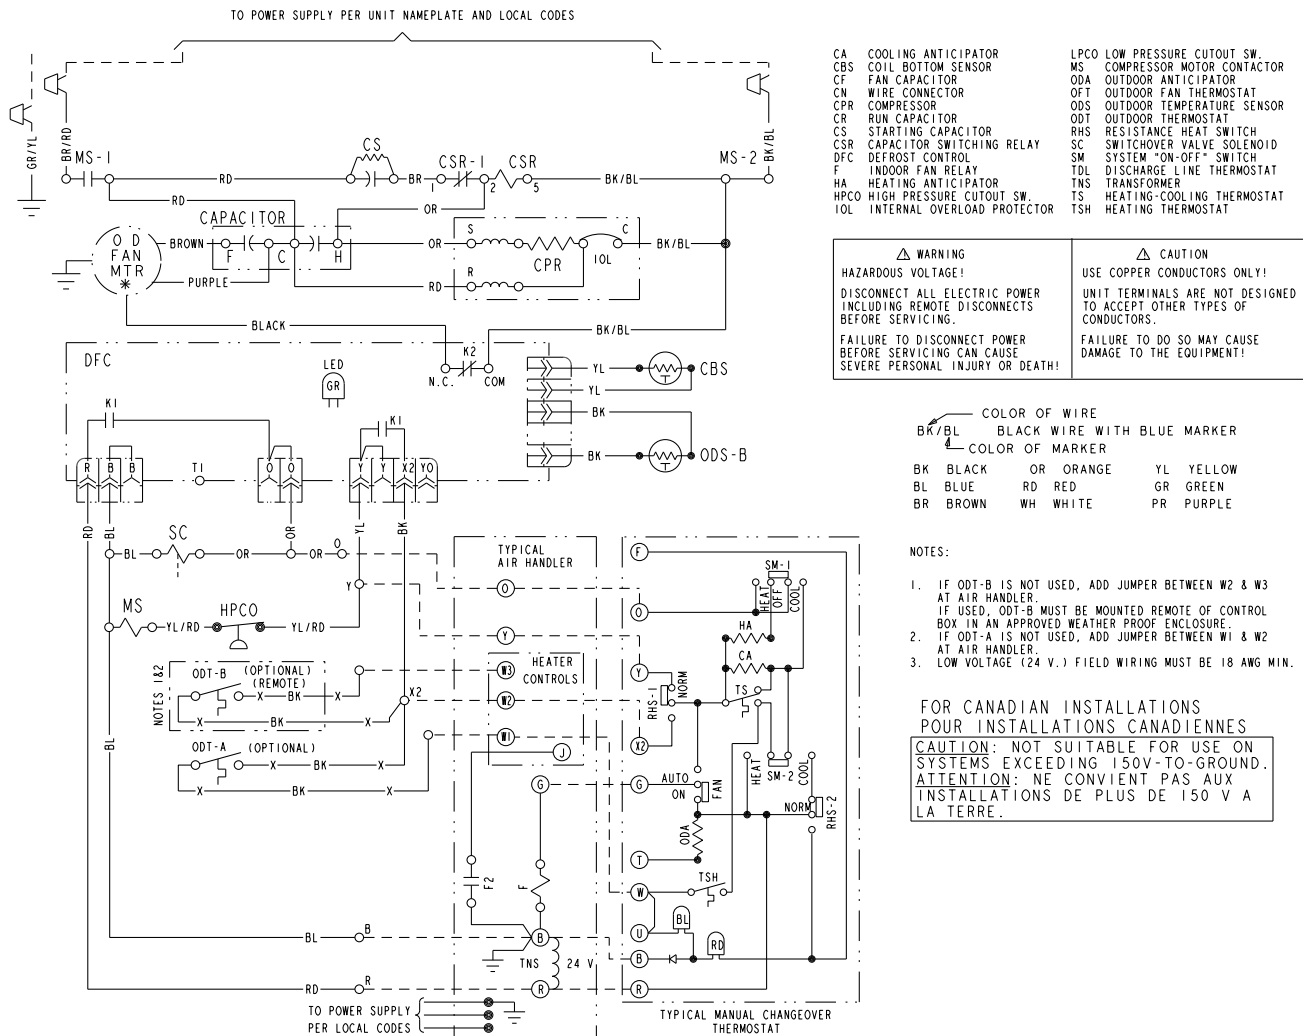 TO POWER SUPPLY PER UNIT NAMEPLATE AND LOCAL CODES
GR/YL
BR/RD
MS-1
RD
CS
BR
CSR-1
1
2
CSR
5
BK/BL
MS-2
BK/BL
RD
OR
CAPACITOR
O D
FAN
MTR
*
BROWN
F
C
H
PURPLE
OR
S
CPR
IOL
C
BK/BL
RD
R
BLACK
BK/BL
DFC
LED
GR
K2
N.C.
COM
YL
YL
CBS
BK
BK
ODS-B
K1
K1
R
B
B
T1
O
O
Y
Y
X2
YO
RD
BL
OR
YL
BK
BL
SC
OR
OR
O
Y
MS
YL/RD
HPCO
YL/RD
NOTES 1&2
ODT-B
(OPTIONAL)
(REMOTE)
X
BK
X
X
BK
X
X2
ODT-A
(OPTIONAL)
X
BK
X
X
BK
X
BL
BL
B
RD
R
TO POWER SUPPLY
PER LOCAL CODES
TYPICAL
AIR HANDLER
O
Y
HEATER
CONTROLS
W3
W2
W1
J
G
F2
F
B
TNS
24 V
R
F
O
Y
X2
G
T
W
U
B
R
SM-1
HEAT
OFF
COOL
HA
CA
RHS-1
NORM
TS
AUTO
ON
FAN
HEAT
SM-2
COOL
NORM
RHS-2
ODA
TSH
BL
RD
TYPICAL MANUAL CHANGEOVER
THERMOSTAT
CA COOLING ANTICIPATOR
CBS COIL BOTTOM SENSOR
CF FAN CAPACITOR
CN WIRE CONNECTOR
CPR COMPRESSOR
CR RUN CAPACITOR
CS STARTING CAPACITOR
CSR CAPACITOR SWITCHING RELAY
DFC DEFROST CONTROL
F INDOOR FAN RELAY
HA HEATING ANTICIPATOR
HPCO HIGH PRESSURE CUTOUT SW.
IOL INTERNAL OVERLOAD PROTECTOR
LPCO LOW PRESSURE CUTOUT SW.
MS COMPRESSOR MOTOR CONTACTOR
ODA OUTDOOR ANTICIPATOR
OFT OUTDOOR FAN THERMOSTAT
ODS OUTDOOR TEMPERATURE SENSOR
ODT OUTDOOR THERMOSTAT
RHS RESISTANCE HEAT SWITCH
SC SWITCHOVER VALVE SOLENOID
SM SYSTEM "ON-OFF" SWITCH
TDL DISCHARGE LINE THERMOSTAT
TNS TRANSFORMER
TS HEATING-COOLING THERMOSTAT
TSH HEATING THERMOSTAT
⚠ WARNING
HAZARDOUS VOLTAGE!
DISCONNECT ALL ELECTRIC POWER
INCLUDING REMOTE DISCONNECTS
BEFORE SERVICING.
FAILURE TO DISCONNECT POWER
BEFORE SERVICING CAN CAUSE
SEVERE PERSONAL INJURY OR DEATH!
⚠ CAUTION
USE COPPER CONDUCTORS ONLY!
UNIT TERMINALS ARE NOT DESIGNED
TO ACCEPT OTHER TYPES OF
CONDUCTORS.
FAILURE TO DO SO MAY CAUSE
DAMAGE TO THE EQUIPMENT!
COLOR OF WIRE
BK/BL BLACK WIRE WITH BLUE MARKER
COLOR OF MARKER
BK BLACK OR ORANGE YL YELLOW
BL BLUE RD RED GR GREEN
BR BROWN WH WHITE PR PURPLE
NOTES:
1. IF ODT-B IS NOT USED, ADD JUMPER BETWEEN W2 & W3
AT AIR HANDLER.
IF USED, ODT-B MUST BE MOUNTED REMOTE OF CONTROL
BOX IN AN APPROVED WEATHER PROOF ENCLOSURE.
2. IF ODT-A IS NOT USED, ADD JUMPER BETWEEN W1 & W2
AT AIR HANDLER.
3. LOW VOLTAGE (24 V.) FIELD WIRING MUST BE 18 AWG MIN.
FOR CANADIAN INSTALLATIONS
POUR INSTALLATIONS CANADIENNES
CAUTION: NOT SUITABLE FOR USE ON
SYSTEMS EXCEEDING 150V-TO-GROUND.
ATTENTION: NE CONVIENT PAS AUX
INSTALLATIONS DE PLUS DE 150 V A
LA TERRE.